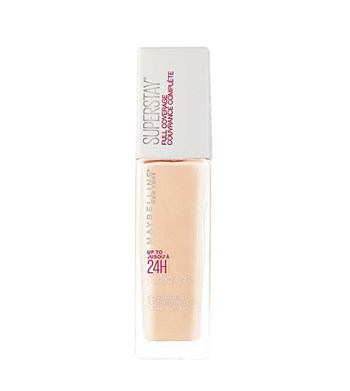 SUPERSTAY®
FULL COVERAGE
COUVRANCE COMPLÈTE
MAYBELLINE
NEW YORK
UP TO
JUSQU'À
24H